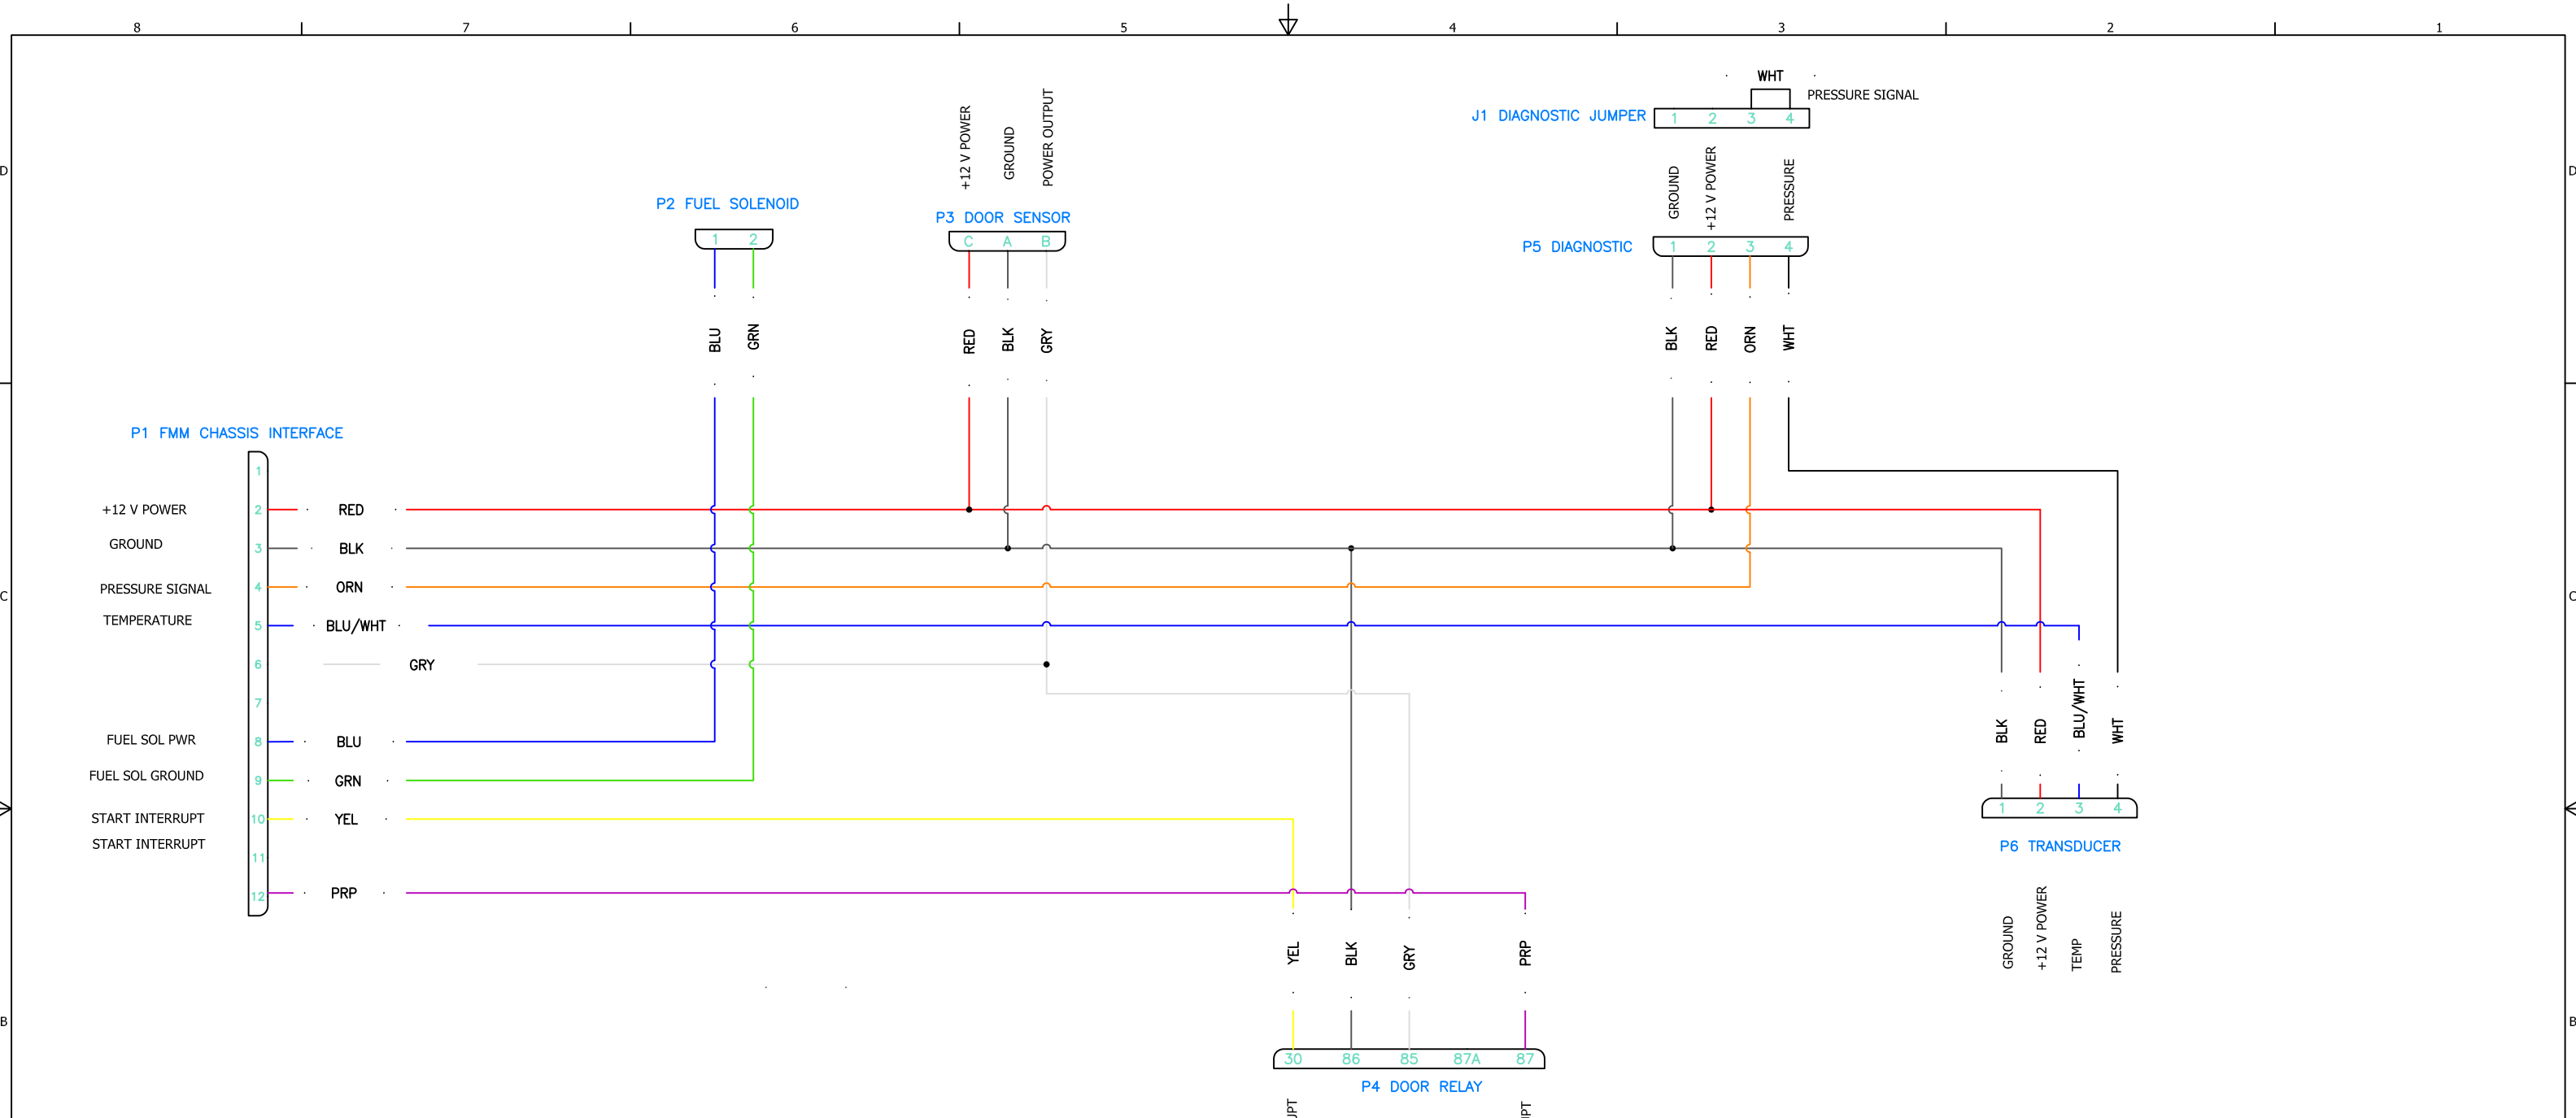 8 7 6 5 4 3 2 1
WHT
PRESSURE SIGNAL
J1 DIAGNOSTIC JUMPER
1 2 3 4
+12 V POWER
GROUND
POWER OUTPUT
GROUND
+12 V POWER
PRESSURE
D D
P2 FUEL SOLENOID
1 2
P3 DOOR SENSOR
C A B
P5 DIAGNOSTIC
1 2 3 4
BLU GRN
RED BLK GRY
BLK RED ORN WHT
P1 FMM CHASSIS INTERFACE
1
+12 V POWER 2 RED
GROUND 3 BLK
PRESSURE SIGNAL 4 ORN
C C
TEMPERATURE 5 BLU/WHT
6 GRY
7
FUEL SOL PWR 8 BLU
FUEL SOL GROUND 9 GRN
START INTERRUPT 10 YEL
START INTERRUPT
11
12 PRP
BLK RED BLU/WHT WHT
1 2 3 4
P6 TRANSDUCER
GROUND
+12 V POWER
TEMP
PRESSURE
YEL BLK GRY PRP
B B
30 86 85 87A 87
P4 DOOR RELAY